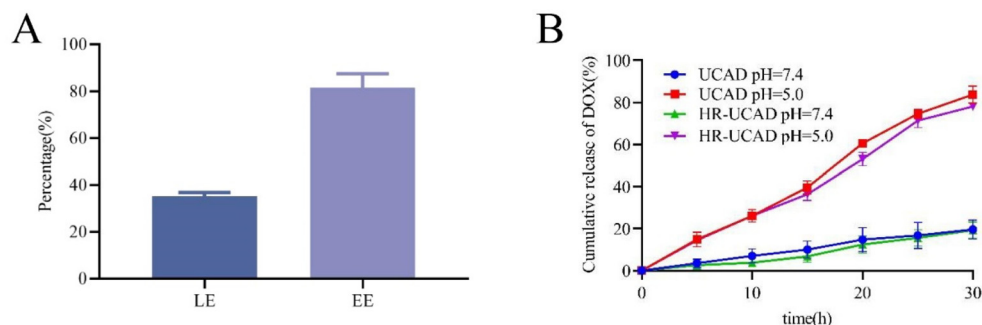 A
Percentage(%)
100
80
60
40
20
0
LE
EE
B
Cumulative release of DOX(%)
100
80
60
40
20
0
UCAD pH=7.4
UCAD pH=5.0
HR-UCAD pH=7.4
HR-UCAD pH=5.0
0
10
20
30
time(h)